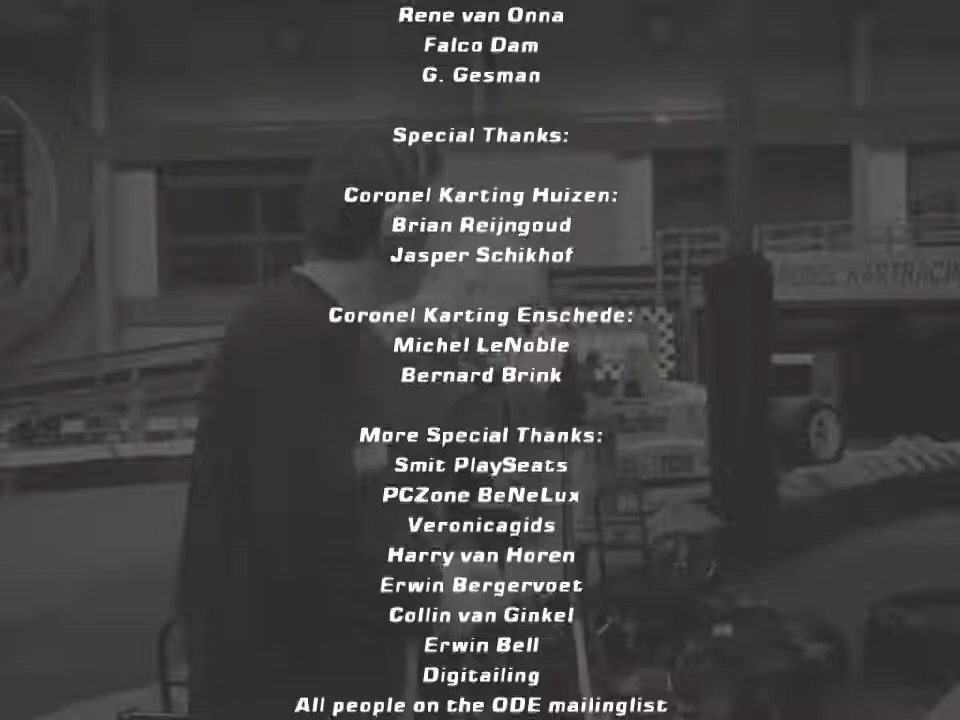 Rene van Onna
Falco Dam
G. Gesman
Special Thanks:
Coronel Karting Huizen:
Brian Reijngoud
Jasper Schikhof
KARTRACING
Coronel Karting Enschede:
Michel LeNoble
Bernard Brink
More Special Thanks:
Smit PlaySeats
PCZone BeNeLux
Veronicagids
Harry van Horen
Erwin Bergervoet
Collin van Ginkel
Erwin Bell
Digitailing
All people on the ODE mailinglist